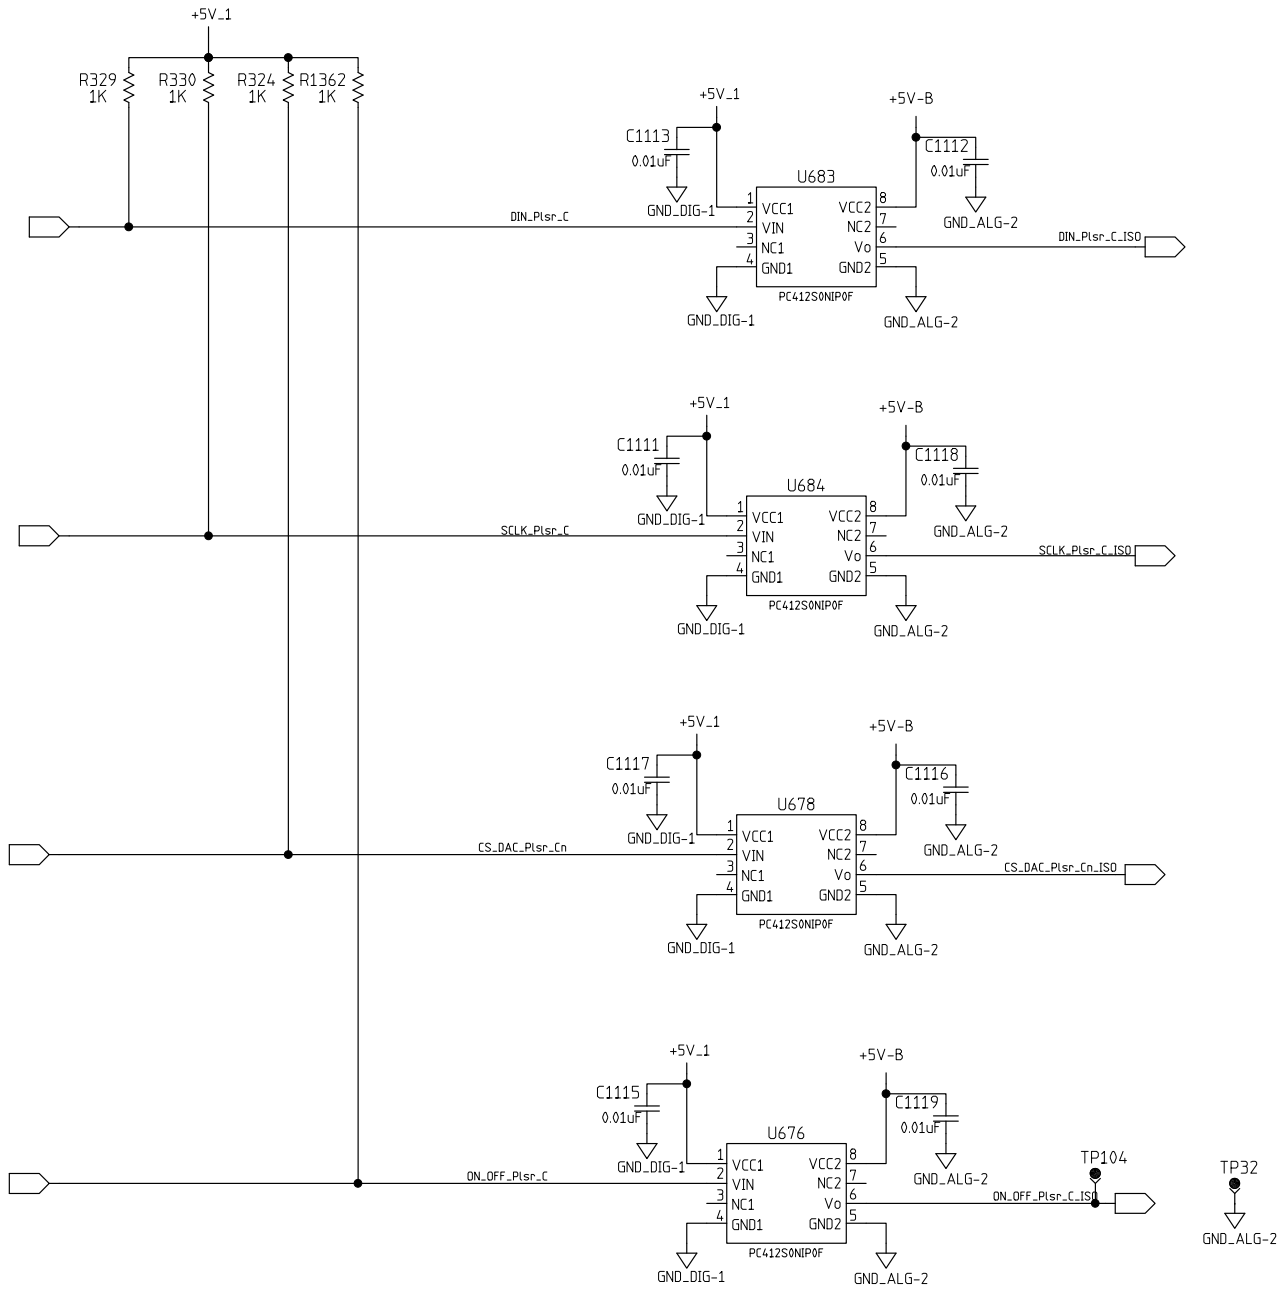 +5V_1
R329 R330 R324 R1362
1K 1K 1K 1K
+5V_1
+5V-B
C1113
0.01uF
C1112
0.01uF
U683
GND_DIG-1
GND_ALG-2
1 VCC1 VCC2 8
2 VIN NC2 7
3 NC1 Vo 6
4 GND1 GND2 5
DIN_Plsr_C
DIN_Plsr_C_ISO
PC412S0NIP0F
GND_DIG-1
GND_ALG-2
+5V_1
+5V-B
C1111
0.01uF
C1118
0.01uF
U684
GND_DIG-1
GND_ALG-2
1 VCC1 VCC2 8
2 VIN NC2 7
3 NC1 Vo 6
4 GND1 GND2 5
SCLK_Plsr_C
SCLK_Plsr_C_ISO
PC412S0NIP0F
GND_DIG-1
GND_ALG-2
+5V_1
+5V-B
C1117
0.01uF
C1116
0.01uF
U678
GND_DIG-1
GND_ALG-2
1 VCC1 VCC2 8
2 VIN NC2 7
3 NC1 Vo 6
4 GND1 GND2 5
CS_DAC_Plsr_Cn
CS_DAC_Plsr_Cn_ISO
PC412S0NIP0F
GND_DIG-1
GND_ALG-2
+5V_1
+5V-B
C1115
0.01uF
C1119
0.01uF
U676
GND_DIG-1
GND_ALG-2
1 VCC1 VCC2 8
2 VIN NC2 7
3 NC1 Vo 6
4 GND1 GND2 5
ON_OFF_Plsr_C
ON_OFF_Plsr_C_ISO
TP104
TP32
GND_ALG-2
PC412S0NIP0F
GND_DIG-1
GND_ALG-2